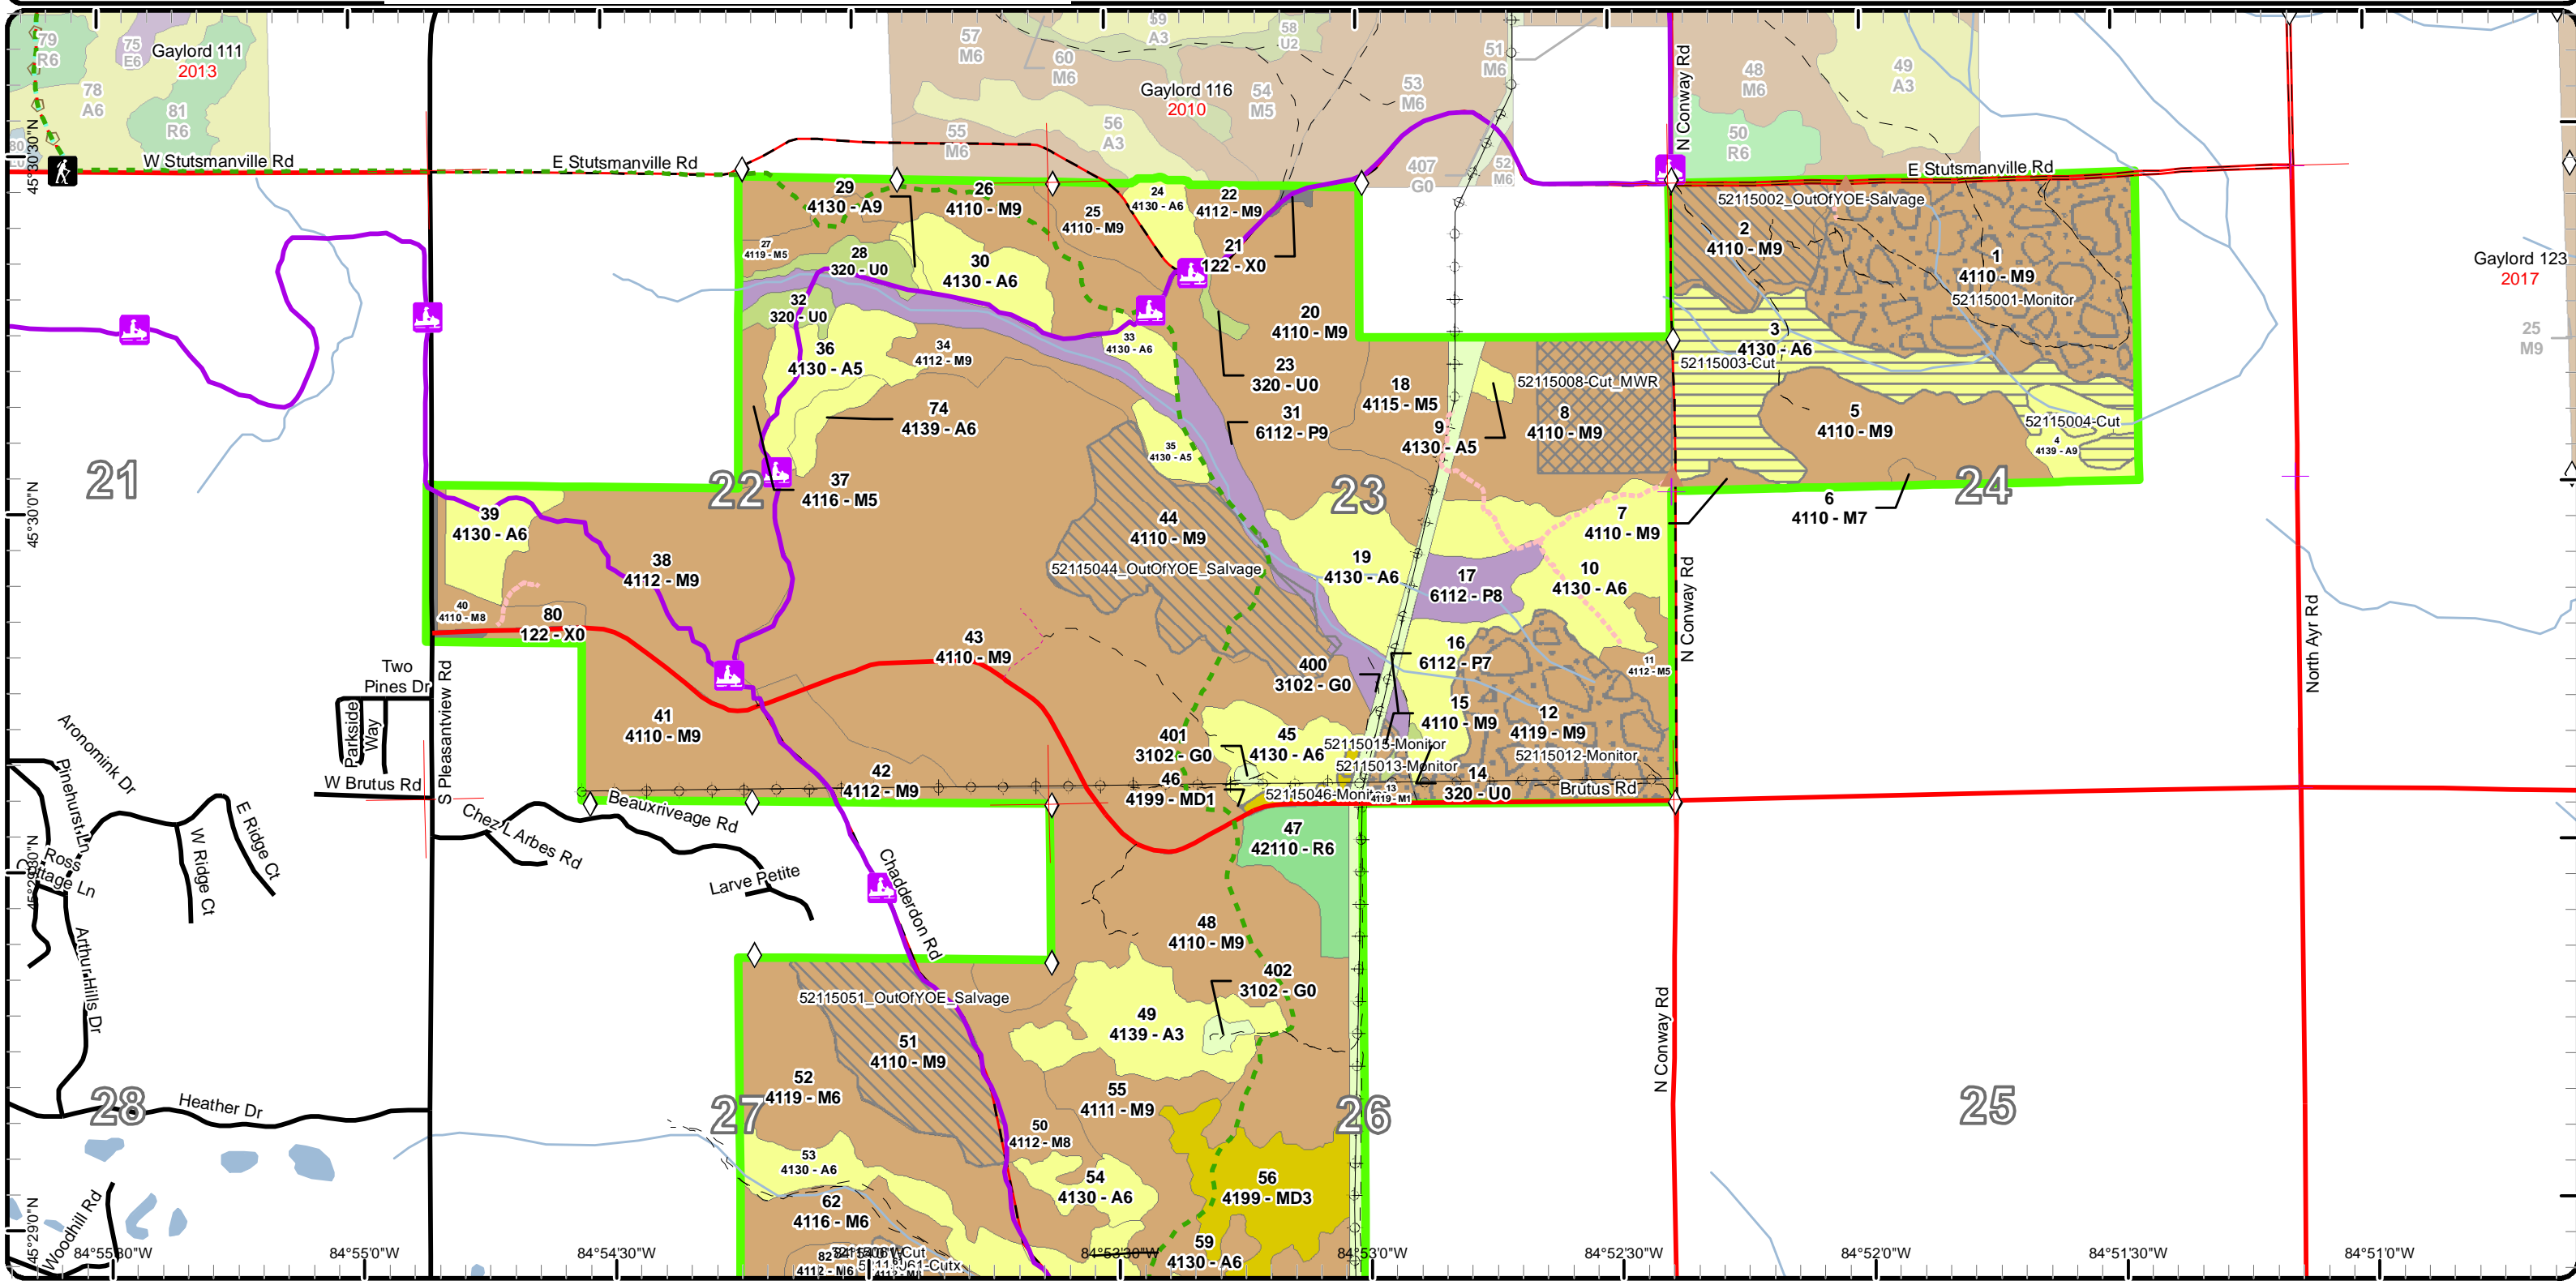 79
R6
75
E6
Gaylord 111
2013
78
A6
81
R6
80
57
M6
60
M6
59
A3
58
U2
Gaylord 116
2010
54
M5
53
M6
51
M6
55
M6
56
A3
407
G0
52
M6
N Conway Rd
48
M6
49
A3
50
R6
45°30'30"N
W Stutsmanville Rd
E Stutsmanville Rd
E Stutsmanville Rd
29
4130 - A9
26
4110 - M9
25
4110 - M9
24
4130 - A6
22
4112 - M9
21
122 - X0
27
4119 - M5
28
320 - U0
30
4130 - A6
32
320 - U0
36
4130 - A5
34
4112 - M9
33
4130 - A6
20
4110 - M9
23
320 - U0
31
6112 - P9
18
4115 - M5
9
4130 - A5
52115008-Cut_MWR
8
4110 - M9
52115002_OutOfYOE-Salvage
2
4110 - M9
1
4110 - M9
52115001-Monitor
3
4130 - A6
52115003-Cut
5
4110 - M9
52115004-Cut
4
4139 - A9
6
4110 - M7
Gaylord 123
2017
25
M9
74
4139 - A6
35
4130 - A5
37
4116 - M5
21
22
23
24
45°30'0"N
39
4130 - A6
38
4112 - M9
40
4110 - M8
80
122 - X0
44
4110 - M9
52115044_OutOfYOE_Salvage
19
4130 - A6
17
6112 - P8
7
4110 - M9
10
4130 - A6
16
6112 - P7
11
4112 - M5
N Conway Rd
North Ayr Rd
43
4110 - M9
400
3102 - G0
15
4110 - M9
12
4119 - M9
52115012-Monitor
41
4110 - M9
401
3102 - G0
45
4130 - A6
52115015-Monitor
52115013-Monitor
42
4112 - M9
46
4199 - MD1
52115046-Monitor
13
4119 - M1
14
320 - U0
Brutus Rd
Two
Pines Dr
Parkside
Way
W Brutus Rd
S Pleasantview Rd
Aronomink Dr
Pinehurst Ln
W Ridge Ct
E Ridge Ct
Ross
Arthur Hills Dr
Chez L Arbes Rd
Beauxriveage Rd
Larve Petite
Chadderdon Rd
47
42110 - R6
48
4110 - M9
402
3102 - G0
49
4139 - A3
52115051_OutOfYOE_Salvage
51
4110 - M9
52
4119 - M6
55
4111 - M9
50
4112 - M8
N Conway Rd
28
27
26
25
Heather Dr
53
4130 - A6
54
4130 - A6
56
4199 - MD3
62
4116 - M6
59
4130 - A6
Woodhill Rd
45°29'0"N
84°55'30"W
84°55'0"W
84°54'30"W
84°53'30"W
84°53'0"W
84°52'30"W
84°52'0"W
84°51'30"W
84°51'0"W
82
4112 - M6